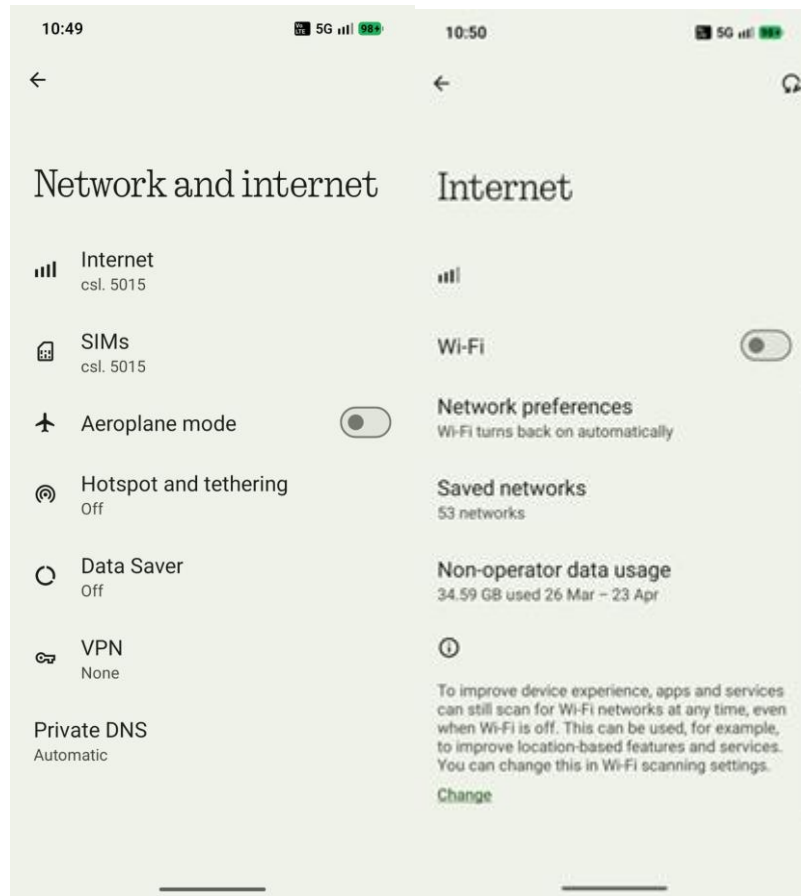 10:49
Vo LTE 5G 98+
Network and internet
Internet
csl. 5015
SIMs
csl. 5015
Aeroplane mode
Hotspot and tethering
Off
Data Saver
Off
VPN
None
Private DNS
Automatic
10:50
5G 98+
Internet
Wi-Fi
Network preferences
Wi-Fi turns back on automatically
Saved networks
53 networks
Non-operator data usage
34.59 GB used 26 Mar – 23 Apr
To improve device experience, apps and services
can still scan for Wi-Fi networks at any time, even
when Wi-Fi is off. This can be used, for example,
to improve location-based features and services.
You can change this in Wi-Fi scanning settings.
Change